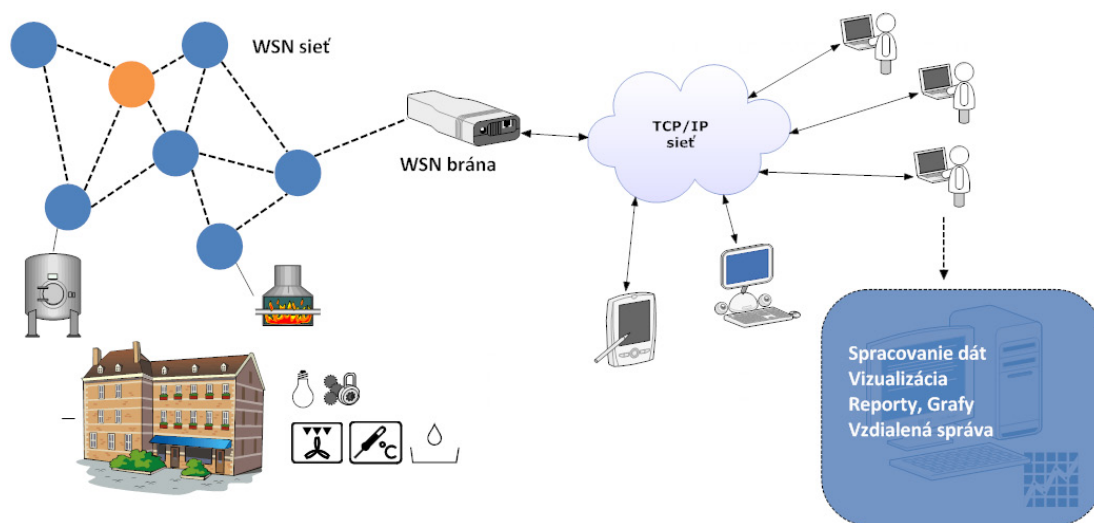 WSN sieť
WSN brána
TCP/IP
sieť
°C
Spracovanie dát
Vizualizácia
Reporty, Grafy
Vzdialená správa